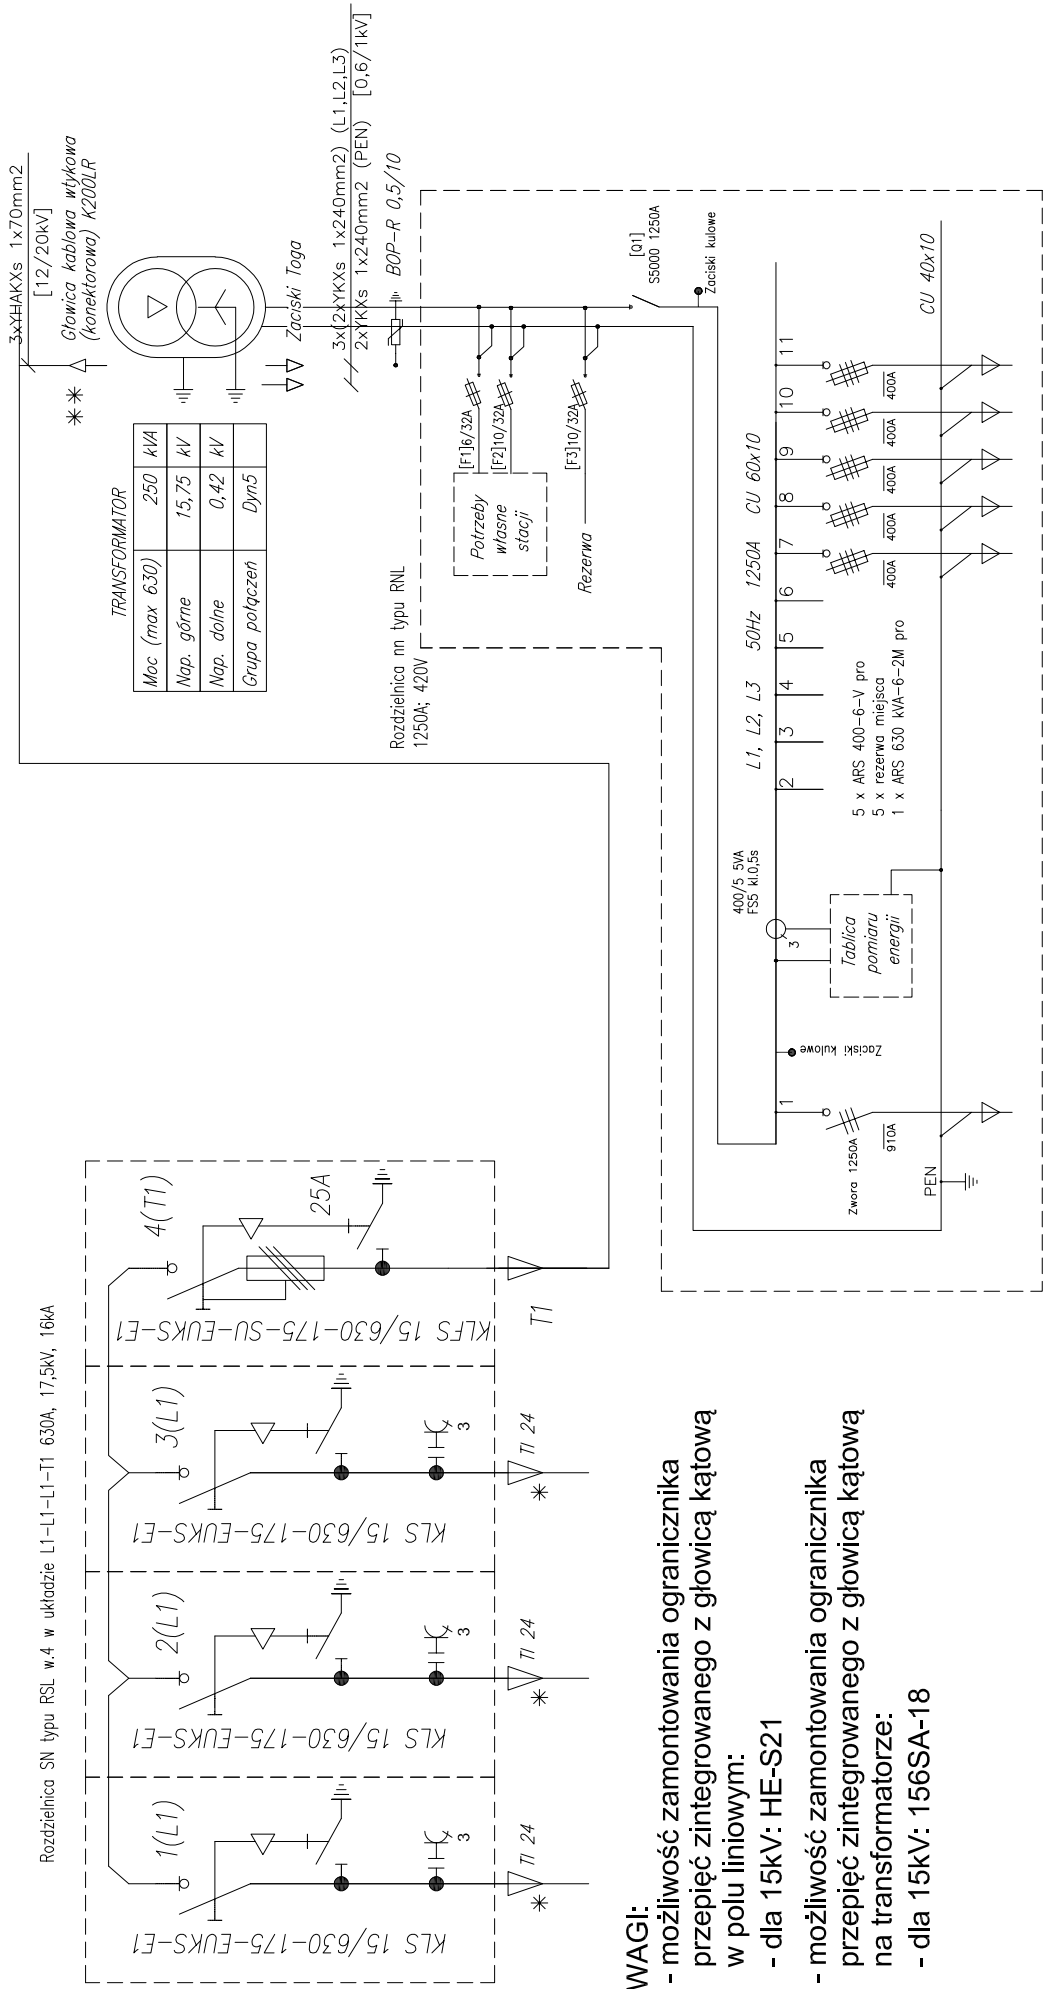 Rozdzielnica SN typu RSL w.4 w układzie L1-L1-L1-T1 630A, 17,5kV, 16kA
1(L1)
KLS 15/630-175-EUKS-E1
3
TI 24
*
2(L1)
KLS 15/630-175-EUKS-E1
3
TI 24
*
3(L1)
KLS 15/630-175-EUKS-E1
3
TI 24
*
4(T1)
25A
KLFS 15/630-175-SU-EUKS-E1
T1
3xYHAKXs 1x70mm2
[12/20kV]
Głowica kablowa wtykowa
(konektorowa) K200LR
**
TRANSFORMATOR
Moc (max 630) 250 kVA
Nap. górne 15,75 kV
Nap. dolne 0,42 kV
Grupa połączeń Dyn5
Zaciski Toga
3x(2xYKXs 1x240mm2) (L1,L2,L3)
2xYKXs 1x240mm2 (PEN) [0,6/1kV]
BOP-R 0,5/10
Rozdzielnica nn typu RNL
1250A; 420V
[F1]6/32A
[F2]10/32A
Potrzeby
własne
stacji
[F3]10/32A
Rezerwa
[Q1]
S5000 1250A
Zaciski kulowe
L1, L2, L3 50Hz 1250A CU 60x10
1
2
3
4
5
6
7
8
9
10
11
Zwora 1250A
910A
Zaciski kulowe
400/5 5VA
FS5 kl.0,5s
3
Tablica
pomiaru
energii
400A
400A
400A
400A
400A
5 x ARS 400-6-V pro
5 x rezerwa miejsca
1 x ARS 630 kVA-6-2M pro
PEN
CU 40x10
WAGI:
- możliwość zamontowania ogranicznika
przepięć zintegrowanego z głowicą kątową
w polu liniowym:
- dla 15kV: HE-S21
- możliwość zamontowania ogranicznika
przepięć zintegrowanego z głowicą kątową
na transformatorze:
- dla 15kV: 156SA-18